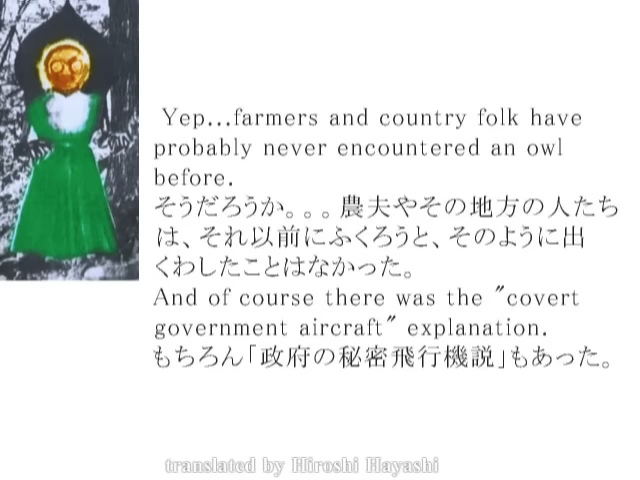 Yep...farmers and country folk have
probably never encountered an owl
before.
そうだろうか。。。農夫やその地方の人たち
は、それ以前にふくろうと、そのように出
くわしたことはなかった。
And of course there was the "covert
government aircraft" explanation.
もちろん「政府の秘密飛行機説」もあった。
translated by Hiroshi Hayashi